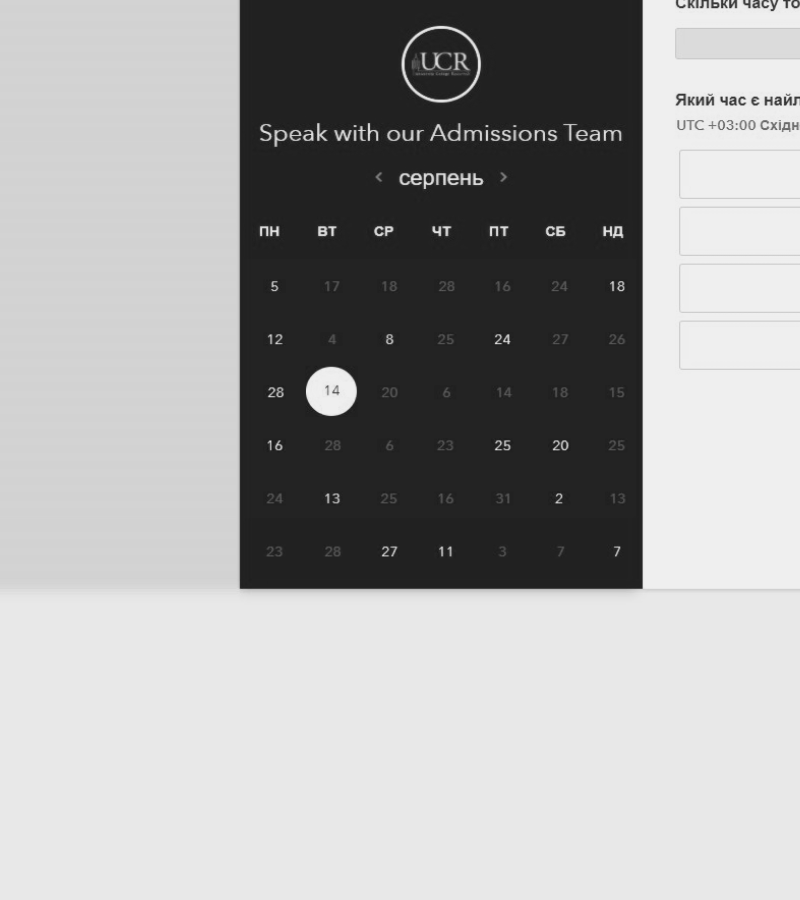 Скільки часу то
UCR
Speak with our Admissions Team
Який час є найл
UTC +03:00 Східн
< серпень >
ПН ВТ СР ЧТ ПТ СБ НД
5 17 18 28 16 24 18
12 4 8 25 24 27 26
28 14 20 6 14 18 15
16 28 6 23 25 20 25
24 13 25 16 31 2 13
23 28 27 11 3 7 7